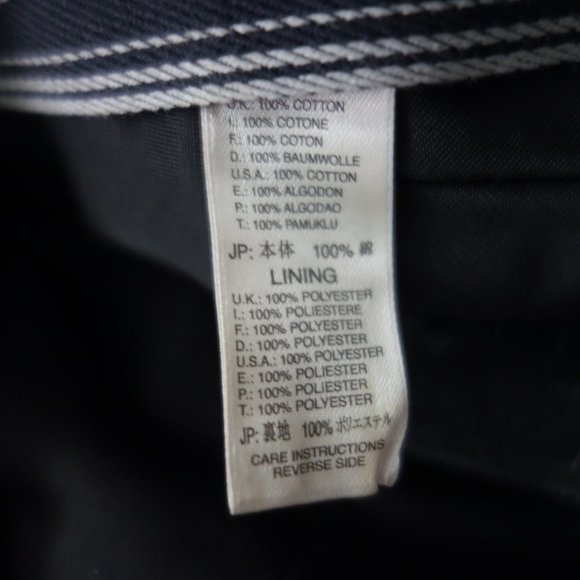 U.K.: 100% COTTON
I.: 100% COTONE
F.: 100% COTON
D.: 100% BAUMWOLLE
U.S.A.: 100% COTTON
E.: 100% ALGODON
P.: 100% ALGODAO
T.: 100% PAMUKLU
JP: 本体 100% 綿
LINING
U.K.: 100% POLYESTER
I.: 100% POLIESTERE
F.: 100% POLYESTER
D.: 100% POLYESTER
U.S.A.: 100% POLYESTER
E.: 100% POLIESTER
P.: 100% POLIESTER
T.: 100% POLYESTER
JP: 裏地 100% ポリエステル
CARE INSTRUCTIONS
REVERSE SIDE